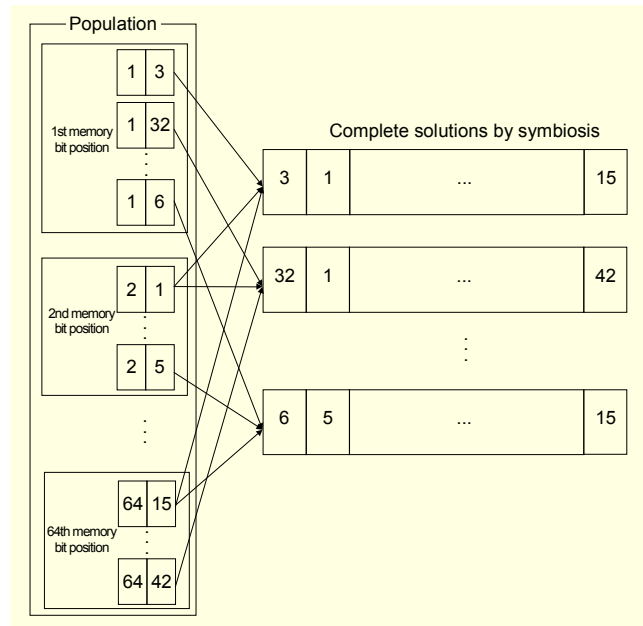 Population
1 3
1st memory
bit position
1 32
1 6
2 1
2nd memory
bit position
2 5
64 15
64th memory
bit position
64 42
Complete solutions by symbiosis
3 1 ... 15
32 1 ... 42
6 5 ... 15